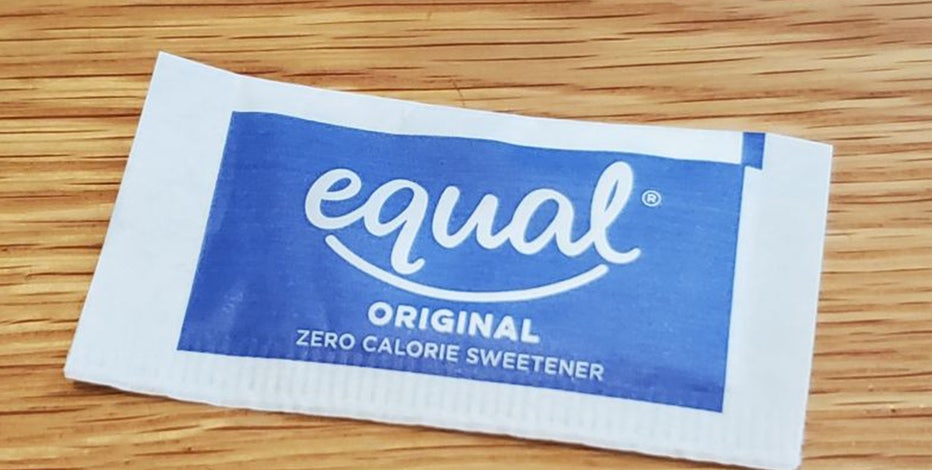 equal®
ORIGINAL
ZERO CALORIE SWEETENER